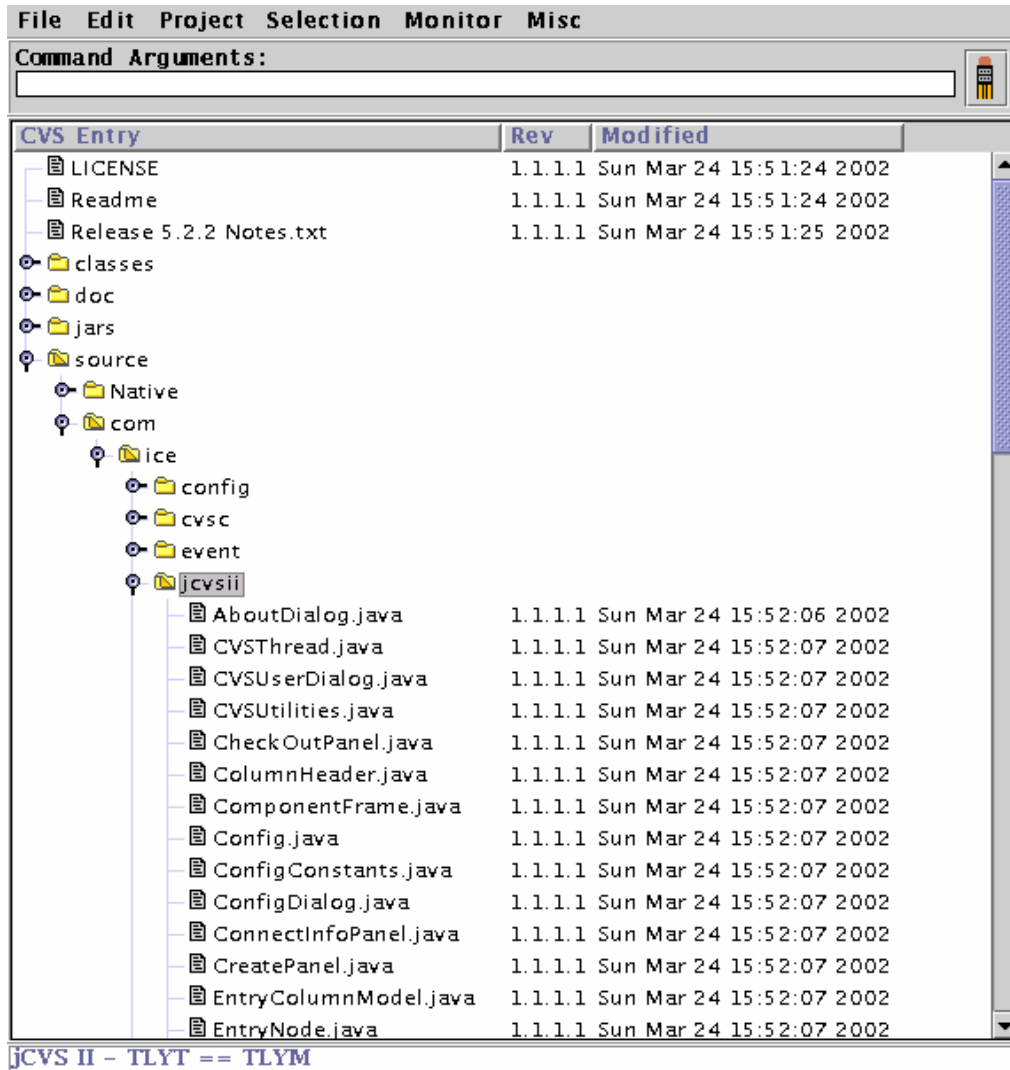 File Edit Project Selection Monitor Misc
Command Arguments:
CVS Entry Rev Modified
LICENSE 1.1.1.1 Sun Mar 24 15:51:24 2002
Readme 1.1.1.1 Sun Mar 24 15:51:24 2002
Release 5.2.2 Notes.txt 1.1.1.1 Sun Mar 24 15:51:25 2002
classes
doc
jars
source
Native
com
ice
config
cvsc
event
jcvsii
AboutDialog.java 1.1.1.1 Sun Mar 24 15:52:06 2002
CVSThread.java 1.1.1.1 Sun Mar 24 15:52:07 2002
CVSUserDialog.java 1.1.1.1 Sun Mar 24 15:52:07 2002
CVSUtilities.java 1.1.1.1 Sun Mar 24 15:52:07 2002
CheckOutPanel.java 1.1.1.1 Sun Mar 24 15:52:07 2002
ColumnHeader.java 1.1.1.1 Sun Mar 24 15:52:07 2002
ComponentFrame.java 1.1.1.1 Sun Mar 24 15:52:07 2002
Config.java 1.1.1.1 Sun Mar 24 15:52:07 2002
ConfigConstants.java 1.1.1.1 Sun Mar 24 15:52:07 2002
ConfigDialog.java 1.1.1.1 Sun Mar 24 15:52:07 2002
ConnectInfoPanel.java 1.1.1.1 Sun Mar 24 15:52:07 2002
CreatePanel.java 1.1.1.1 Sun Mar 24 15:52:07 2002
EntryColumnModel.java 1.1.1.1 Sun Mar 24 15:52:07 2002
EntryNode.java 1.1.1.1 Sun Mar 24 15:52:07 2002
jCVS II – TLYT == TLYM